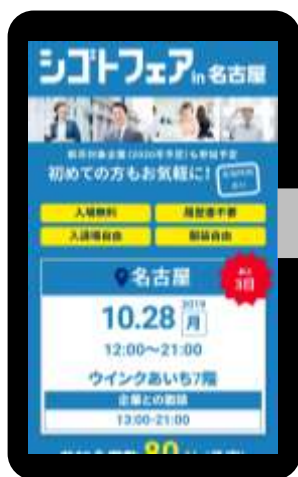 シゴトフェア in 名古屋
初めての方もお気軽に!
入場無料 履歴書不要
入退場自由 服装自由
名古屋
3日
10.28 2019 月
12:00〜21:00
ウインクあいち7階
企業との面談
13:00-21:00
80